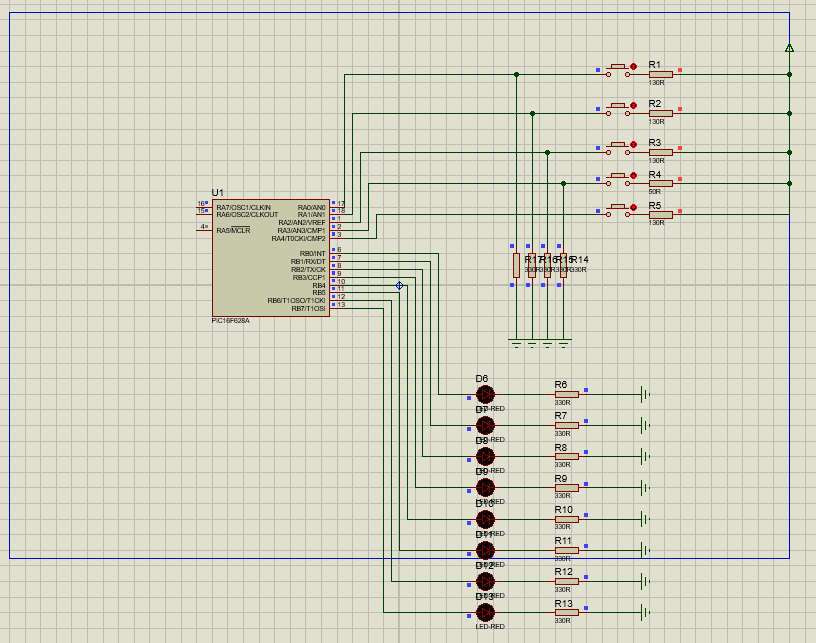 R1
130R
R2
130R
R3
130R
R4
50R
R5
130R
U1
16
RA7/OSC1/CLKIN
RA0/AN0
17
15
RA6/OSC2/CLKOUT
RA1/AN1
18
RA2/AN2/VREF
1
4
RA5/MCLR
RA3/AN3/CMP1
2
RA4/T0CKI/CMP2
3
RB0/INT
6
RB1/RX/DT
7
RB2/TX/CK
8
RB3/CCP1
9
RB4
10
RB5
11
RB6/T1OSO/T1CKI
12
RB7/T1OSI
13
PIC16F628A
R17
R16
R15
R14
330R
330R
330R
330R
D6
R6
LED-RED
330R
D7
R7
LED-RED
330R
D8
R8
LED-RED
330R
D9
R9
LED-RED
330R
D10
R10
LED-RED
330R
D11
R11
LED-RED
330R
D12
R12
LED-RED
330R
D13
R13
LED-RED
330R